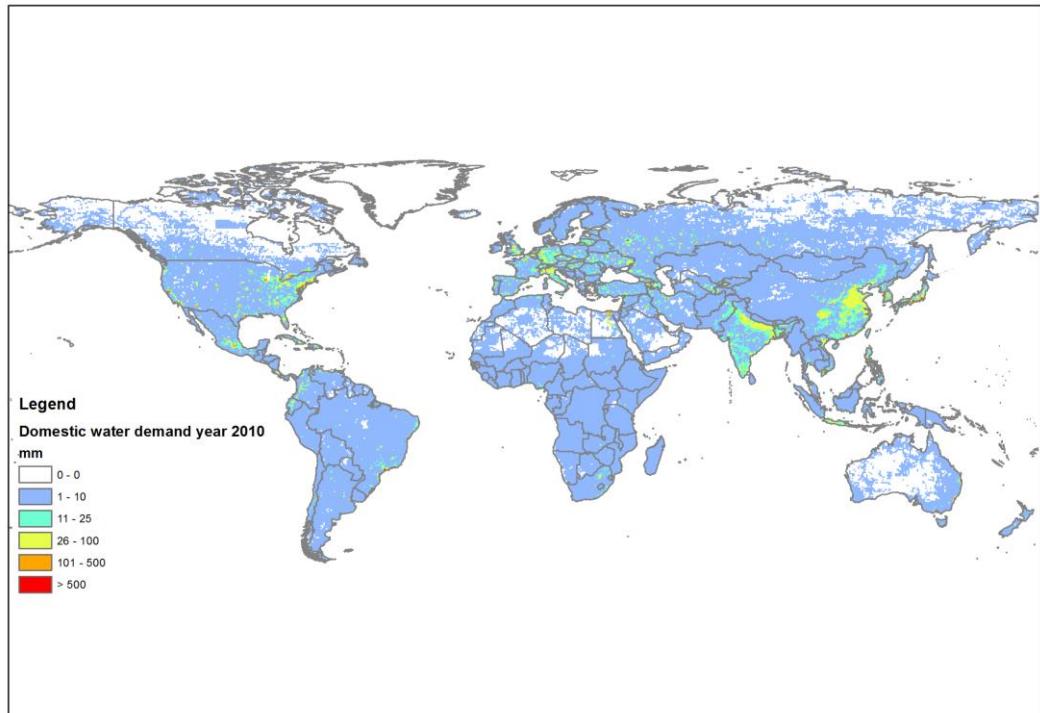 Legend
Domestic water demand year 2010
mm
0 - 0
1 - 10
11 - 25
26 - 100
101 - 500
> 500